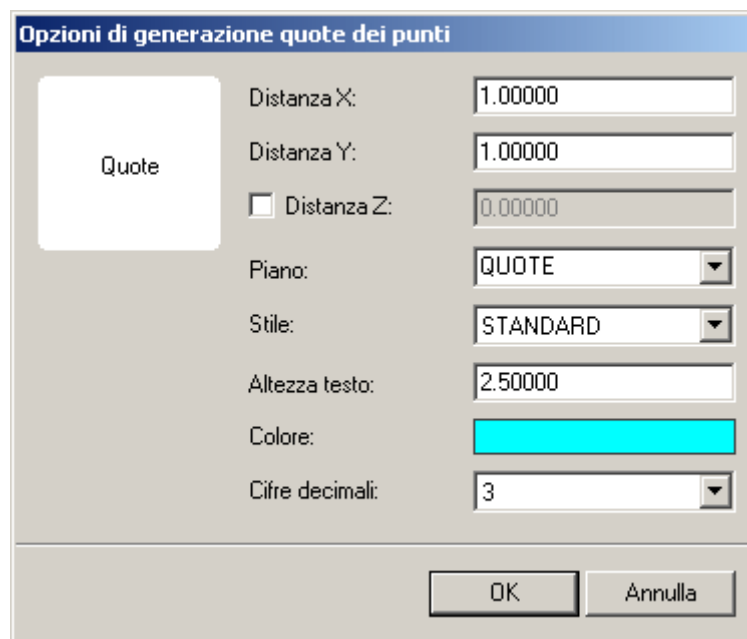 Opzioni di generazione quote dei punti
Quote
Distanza X: 1.00000
Distanza Y: 1.00000
Distanza Z: 0.00000
Piano: QUOTE
Stile: STANDARD
Altezza testo: 2.50000
Colore:
Cifre decimali: 3
OK Annulla